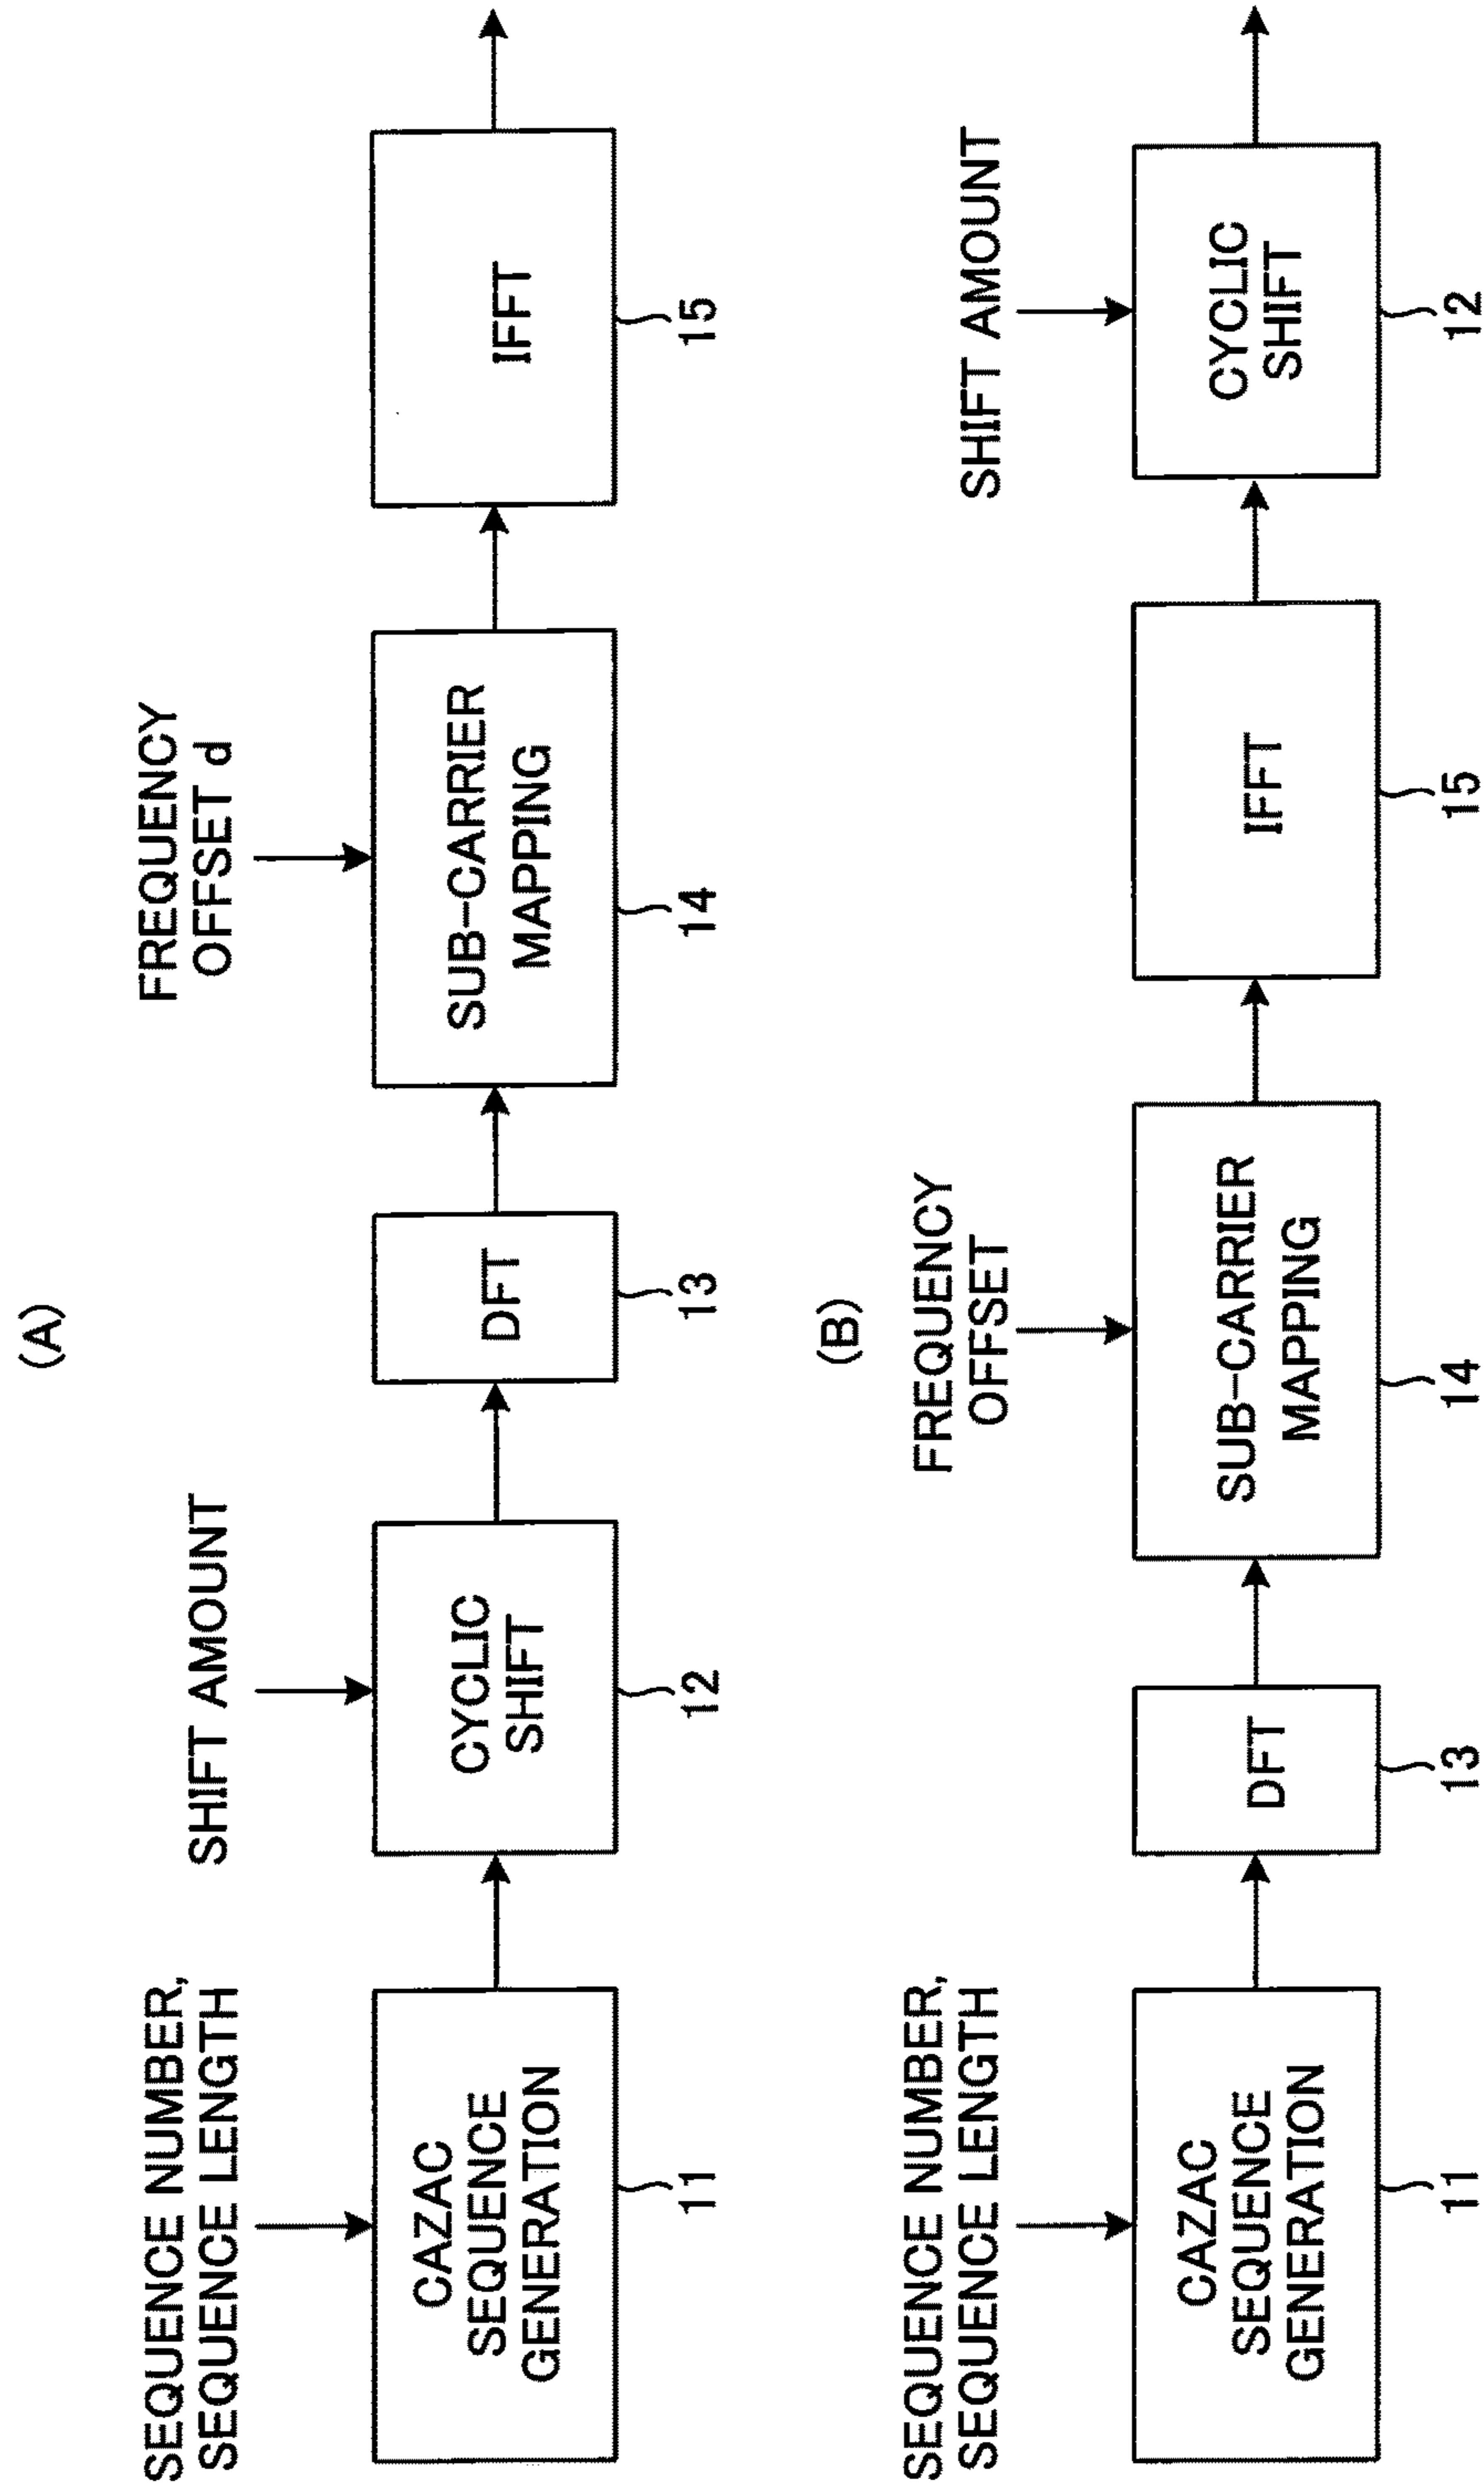 (A)
SEQUENCE NUMBER,
SEQUENCE LENGTH
CAZAC
SEQUENCE
GENERATION
11
SHIFT AMOUNT
CYCLIC
SHIFT
12
DFT
13
FREQUENCY
OFFSET d
SUB-CARRIER
MAPPING
14
IFFT
15
(B)
SEQUENCE NUMBER,
SEQUENCE LENGTH
CAZAC
SEQUENCE
GENERATION
11
DFT
13
FREQUENCY
OFFSET
SUB-CARRIER
MAPPING
14
IFFT
15
SHIFT AMOUNT
CYCLIC
SHIFT
12